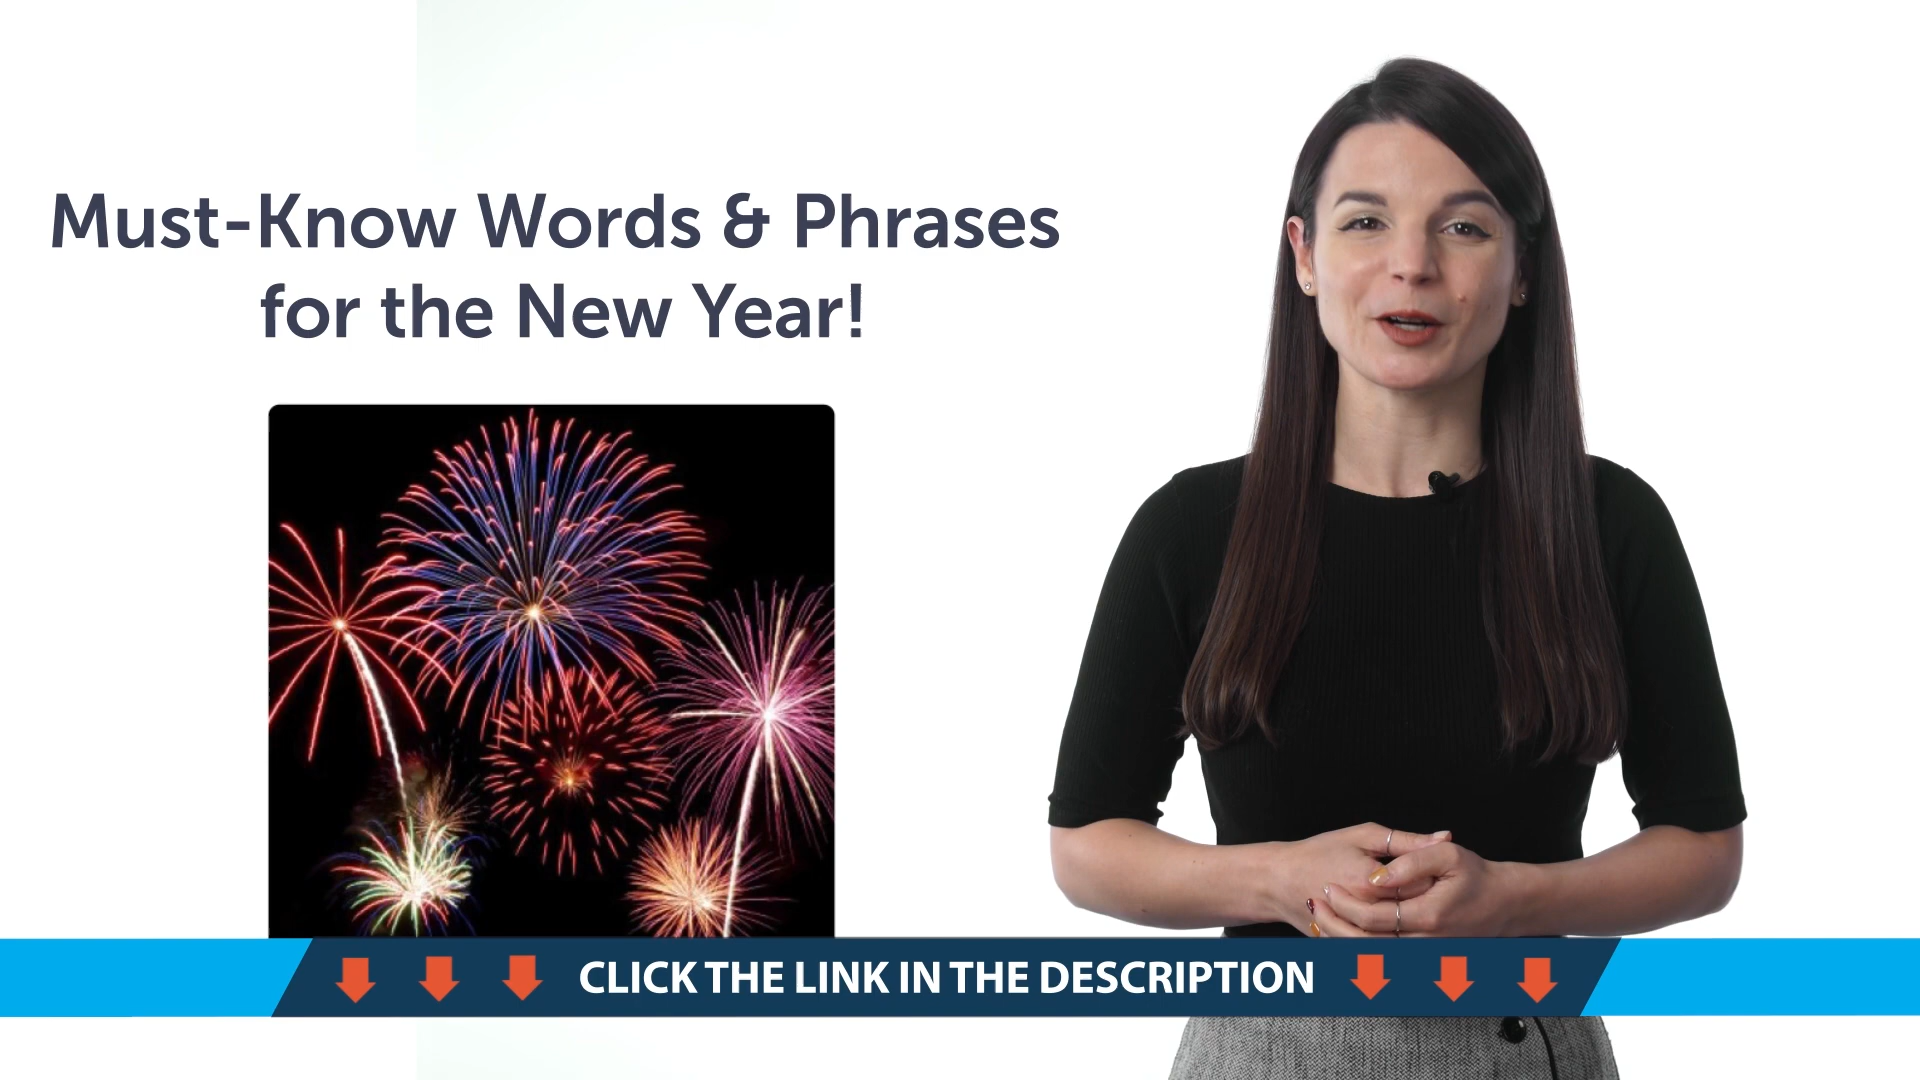 Must-Know Words & Phrases
for the New Year!
CLICK THE LINK IN THE DESCRIPTION